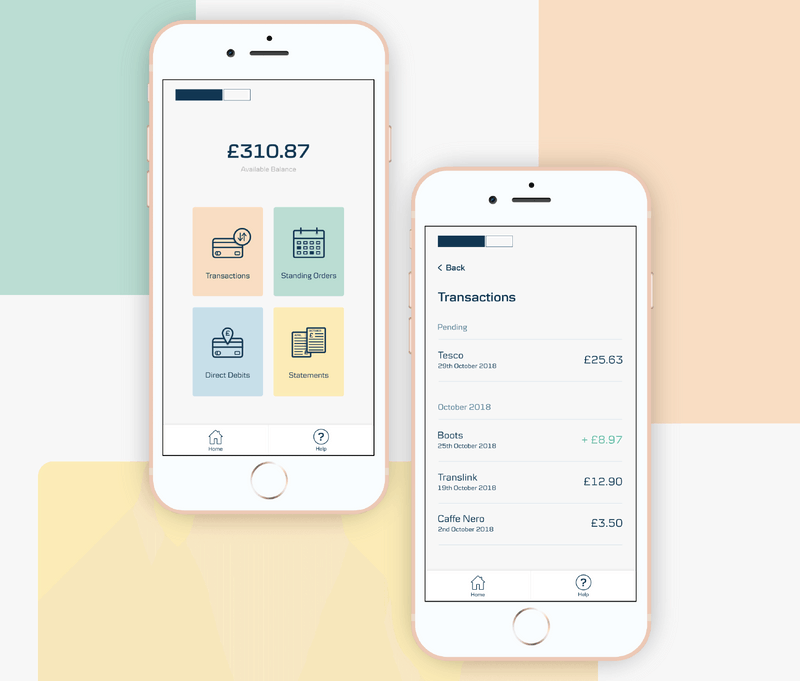 £310.87
Available Balance
Transactions
Standing Orders
£
Direct Debits
Statements
Home
?
Help
Back
Transactions
Pending
Tesco
29th October 2018
£25.63
October 2018
Boots
25th October 2018
+ £8.97
Translink
19th October 2018
£12.90
Caffe Nero
2nd October 2018
£3.50
Home
?
Help